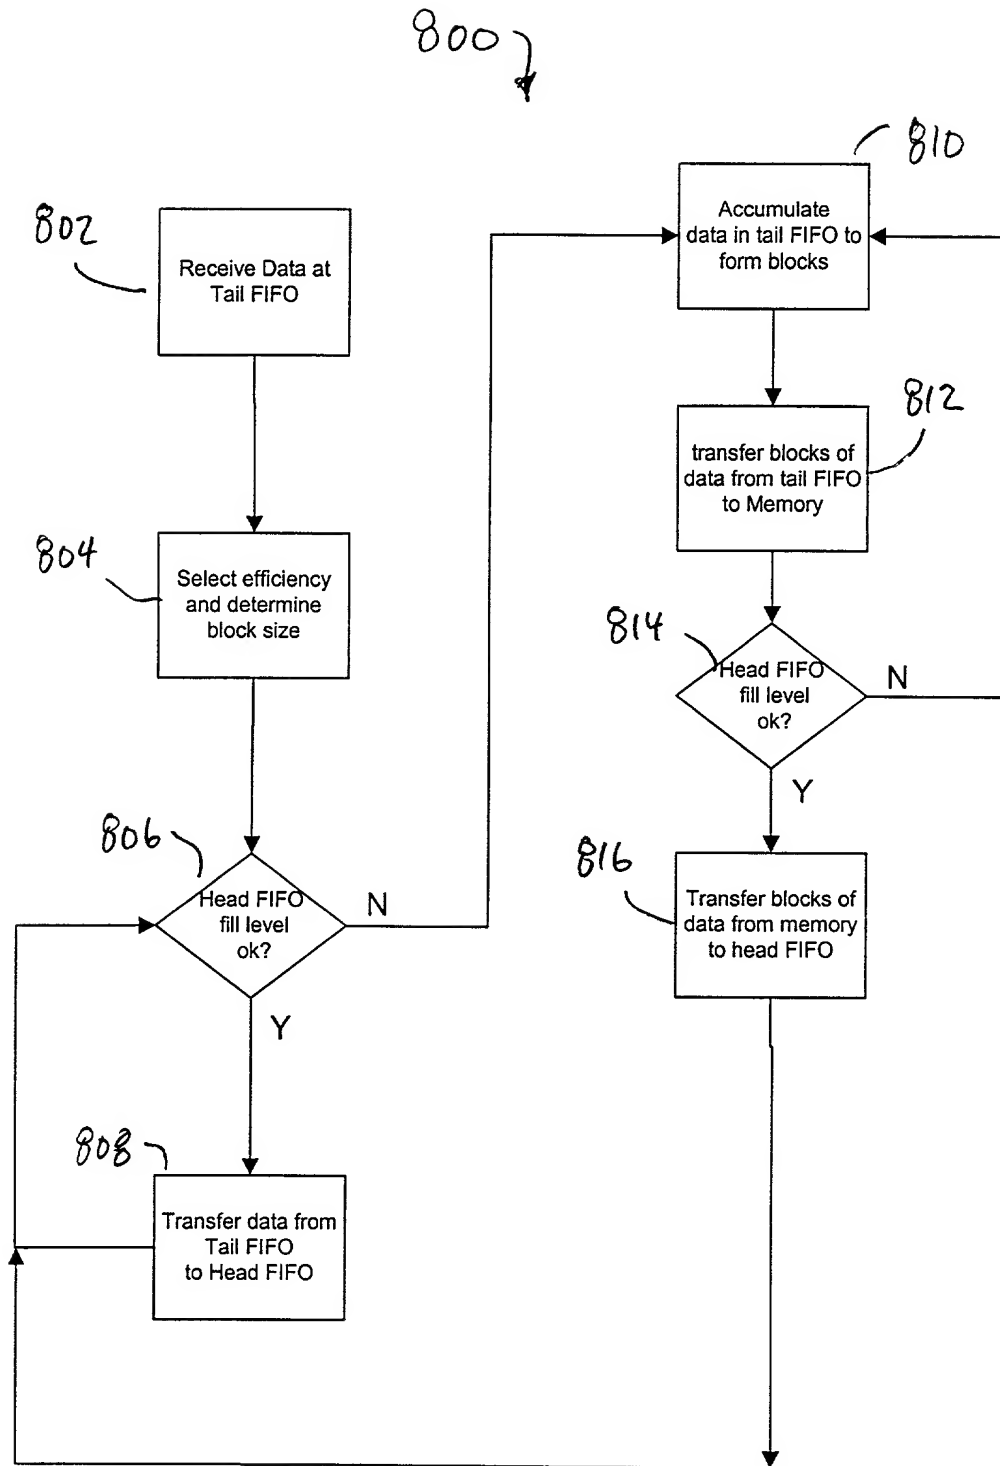 800
802
Receive Data at
Tail FIFO
804
Select efficiency
and determine
block size
806
Head FIFO
fill level
ok?
N
Y
808
Transfer data from
Tail FIFO
to Head FIFO
810
Accumulate
data in tail FIFO to
form blocks
812
transfer blocks of
data from tail FIFO
to Memory
814
Head FIFO
fill level
ok?
N
Y
816
Transfer blocks of
data from memory
to head FIFO